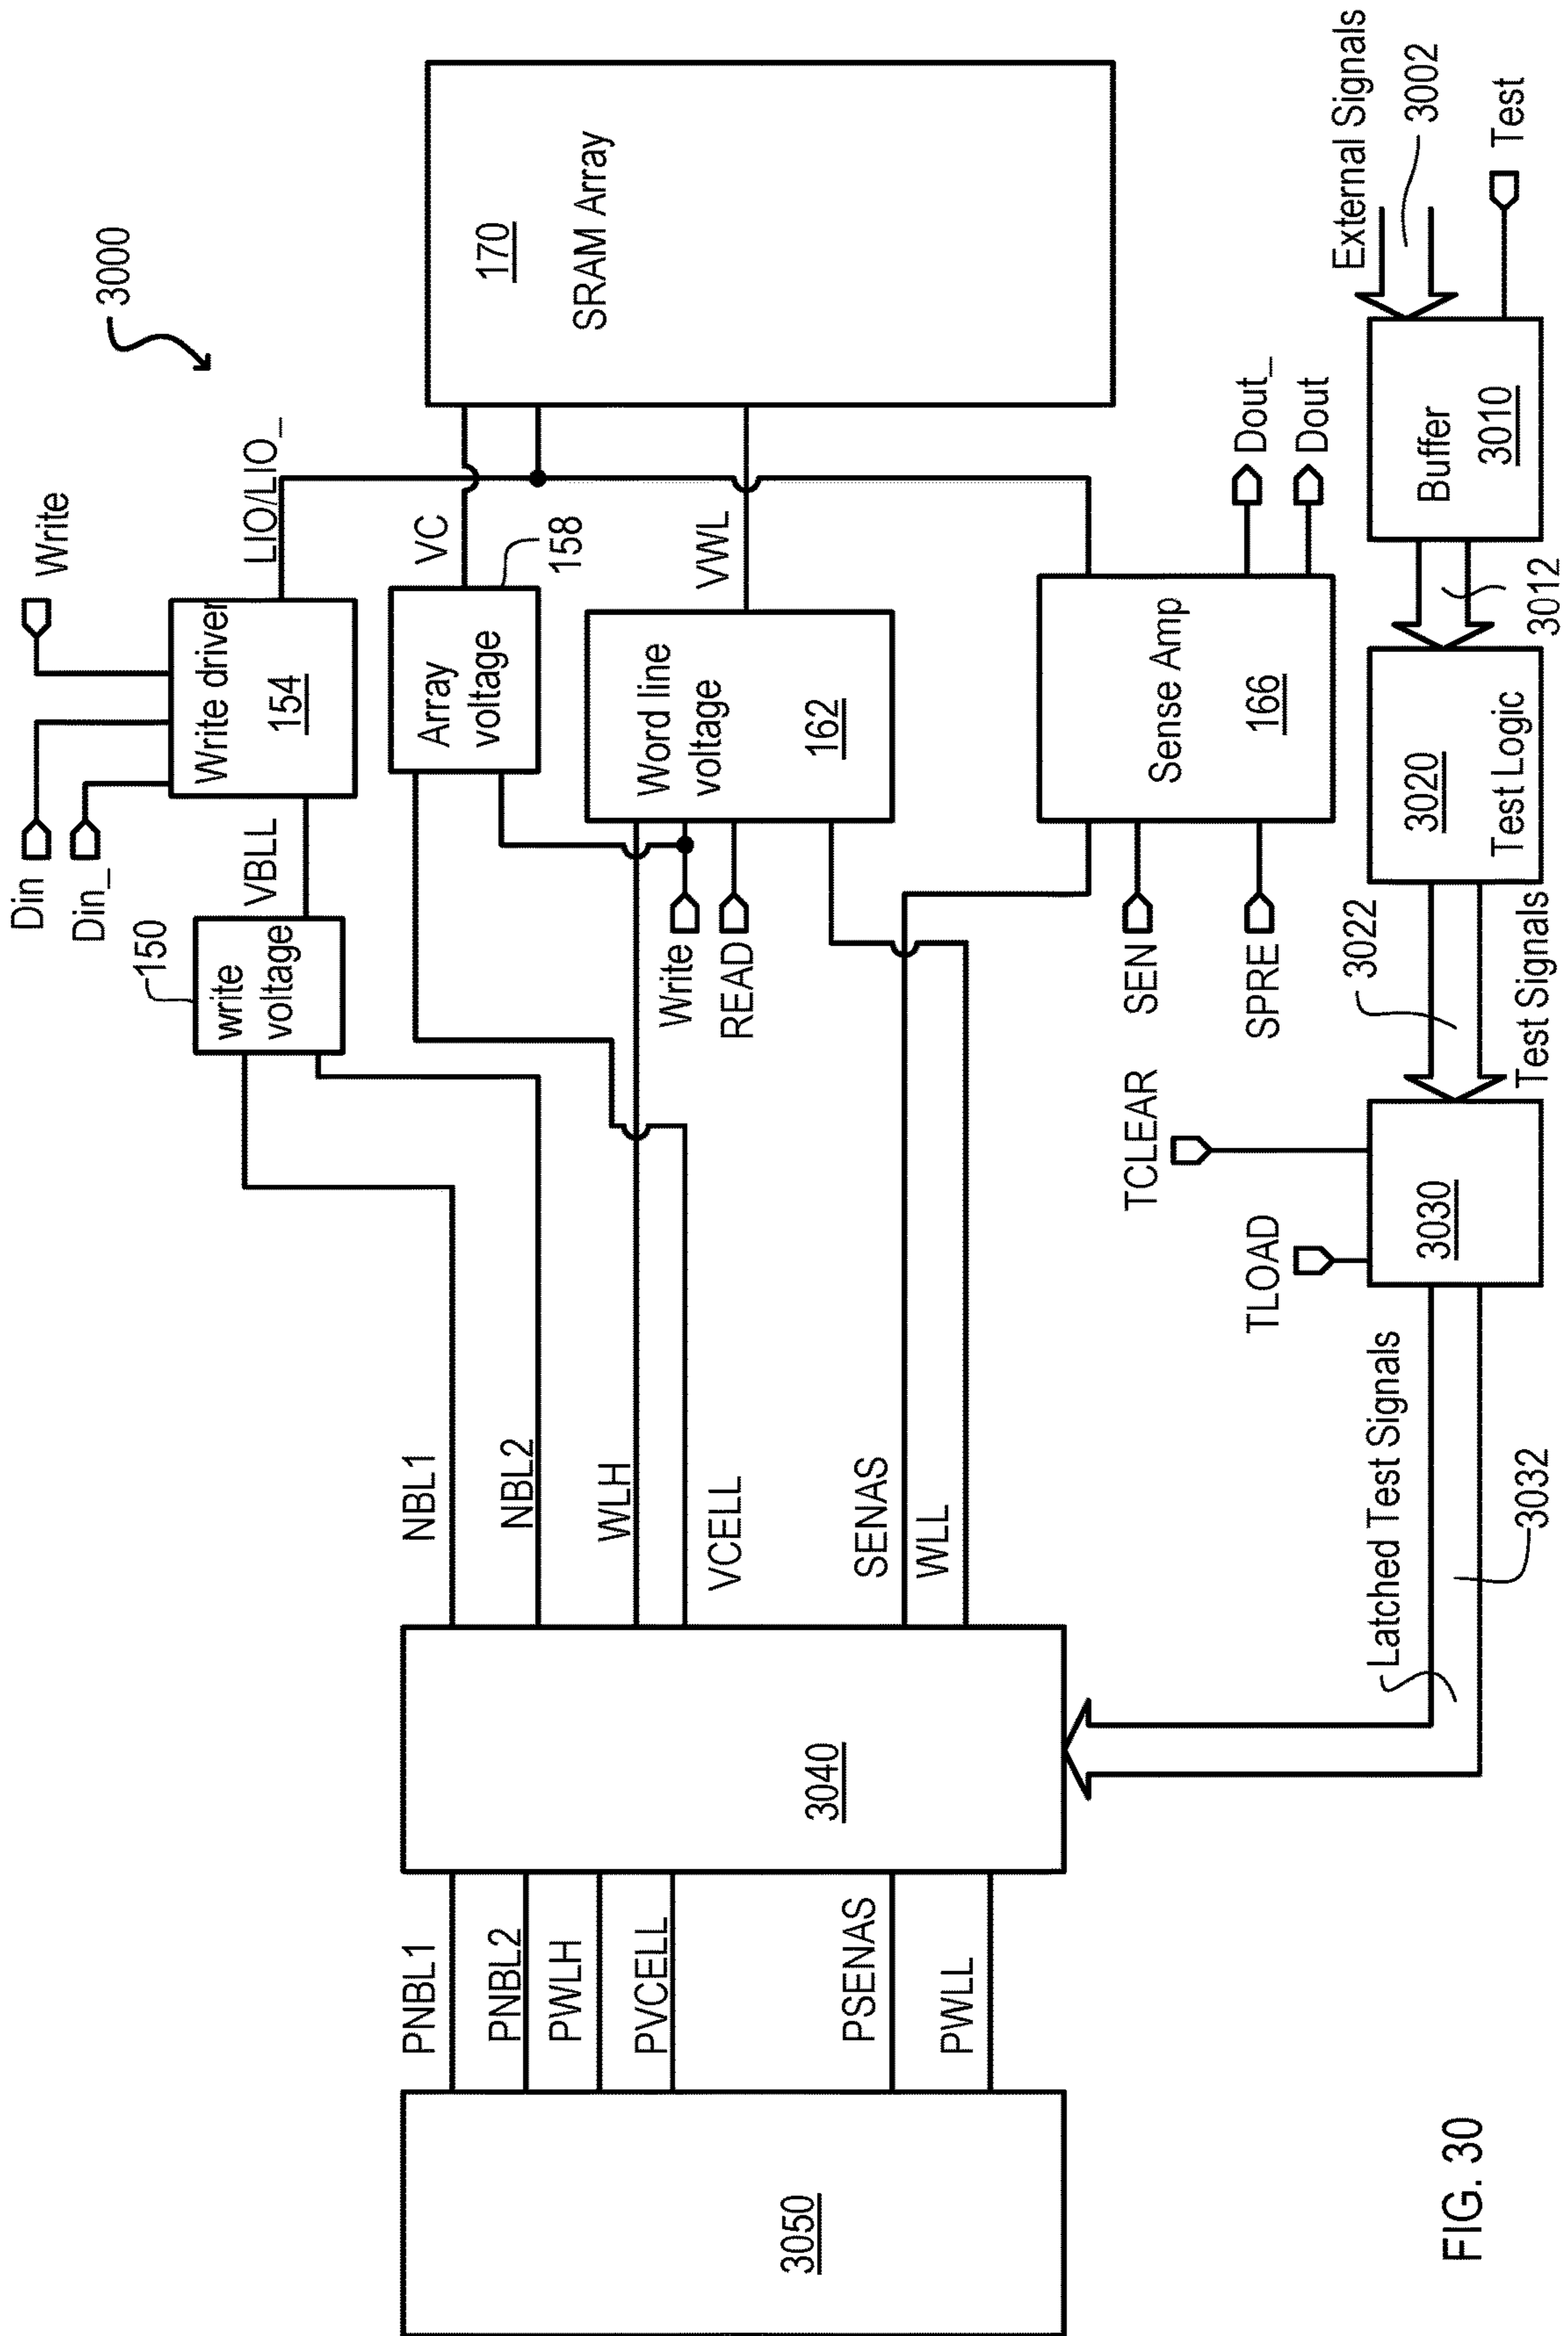 3000
Write
Din
Din_
Write driver
154
LIO/LIO_
VBLL
150
write
voltage
170
SRAM Array
VC
158
Array
voltage
VWL
Word line
voltage
162
Write
READ
Sense Amp
166
SEN
SPRE
Dout_
Dout
NBL1
NBL2
WLH
VCELL
SENAS
WLL
3040
PNBL1
PNBL2
PWLH
PVCELL
PSENAS
PWLL
3050
External Signals
3002
Test
Buffer
3010
3012
3020
Test Logic
3022
Test Signals
TCLEAR
TLOAD
3030
Latched Test Signals
3032
FIG. 30